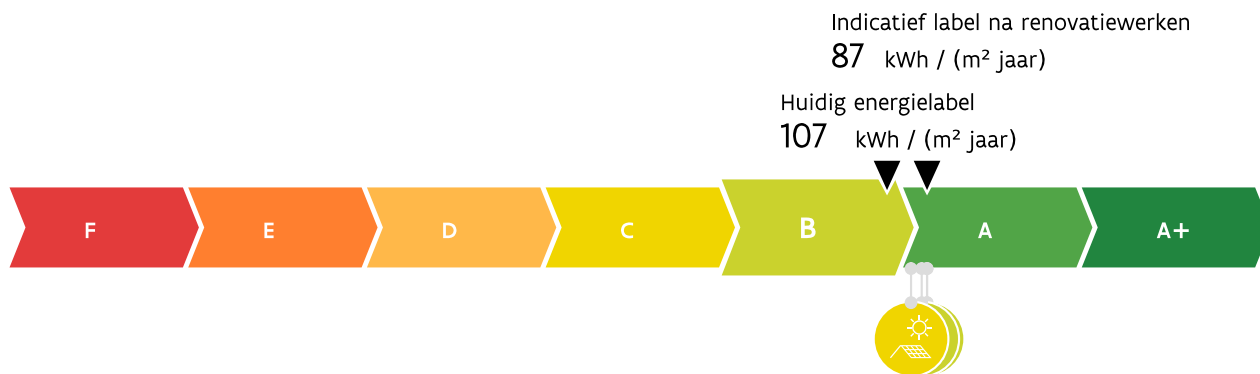 Indicatief label na renovatiewerken
87 kWh / (m² jaar)
Huidig energielabel
107 kWh / (m² jaar)
F E D C B A A+